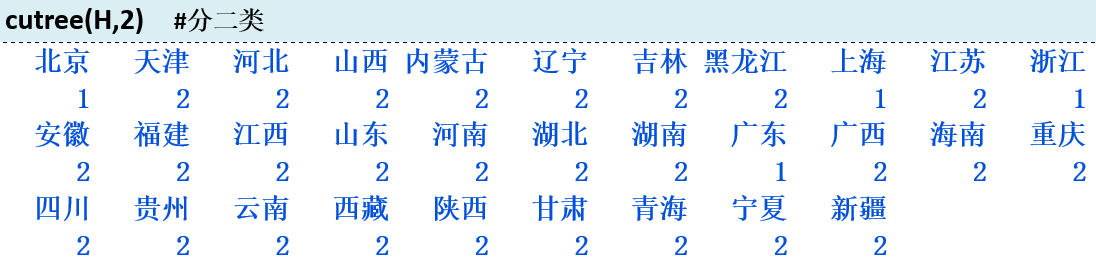 cutree(H,2) #分二类
北京 天津 河北 山西 内蒙古 辽宁 吉林 黑龙江 上海 江苏 浙江
1 2 2 2 2 2 2 2 1 2 1
安徽 福建 江西 山东 河南 湖北 湖南 广东 广西 海南 重庆
2 2 2 2 2 2 2 1 2 2 2
四川 贵州 云南 西藏 陕西 甘肃 青海 宁夏 新疆
2 2 2 2 2 2 2 2 2